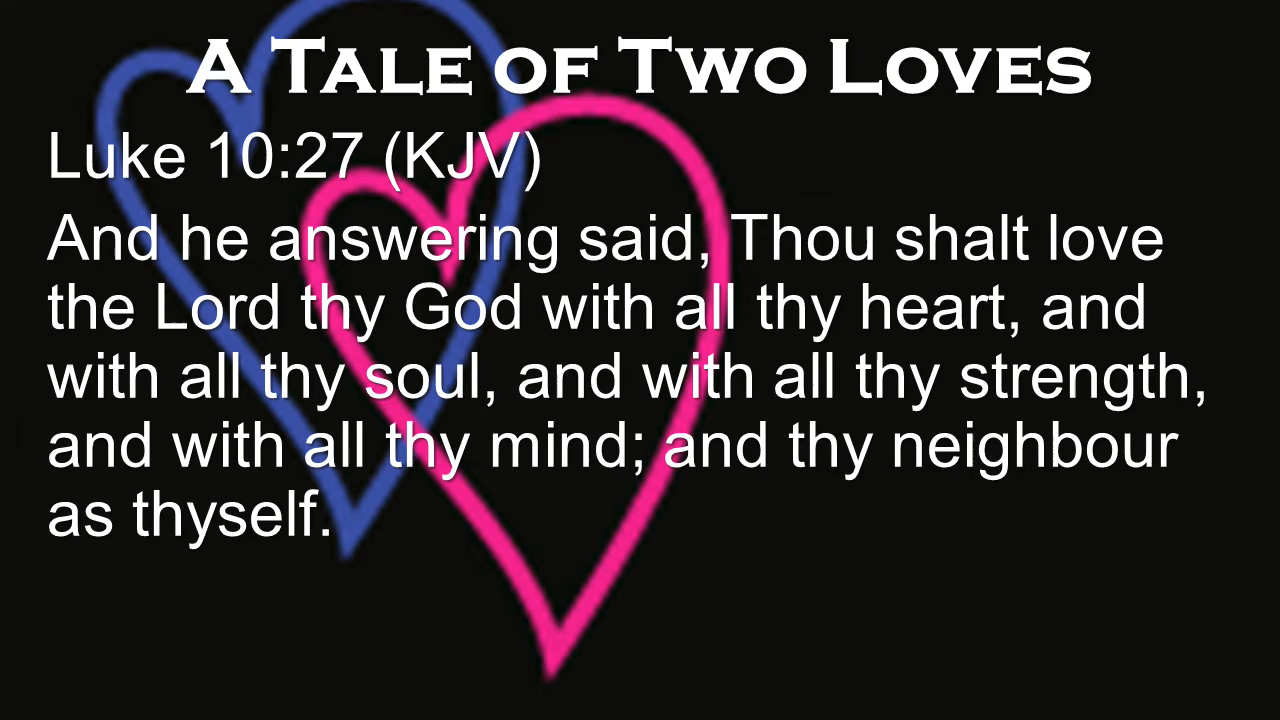 A Tale of Two Loves
Luke 10:27 (KJV)
And he answering said, Thou shalt love
the Lord thy God with all thy heart, and
with all thy soul, and with all thy strength,
and with all thy mind; and thy neighbour
as thyself.